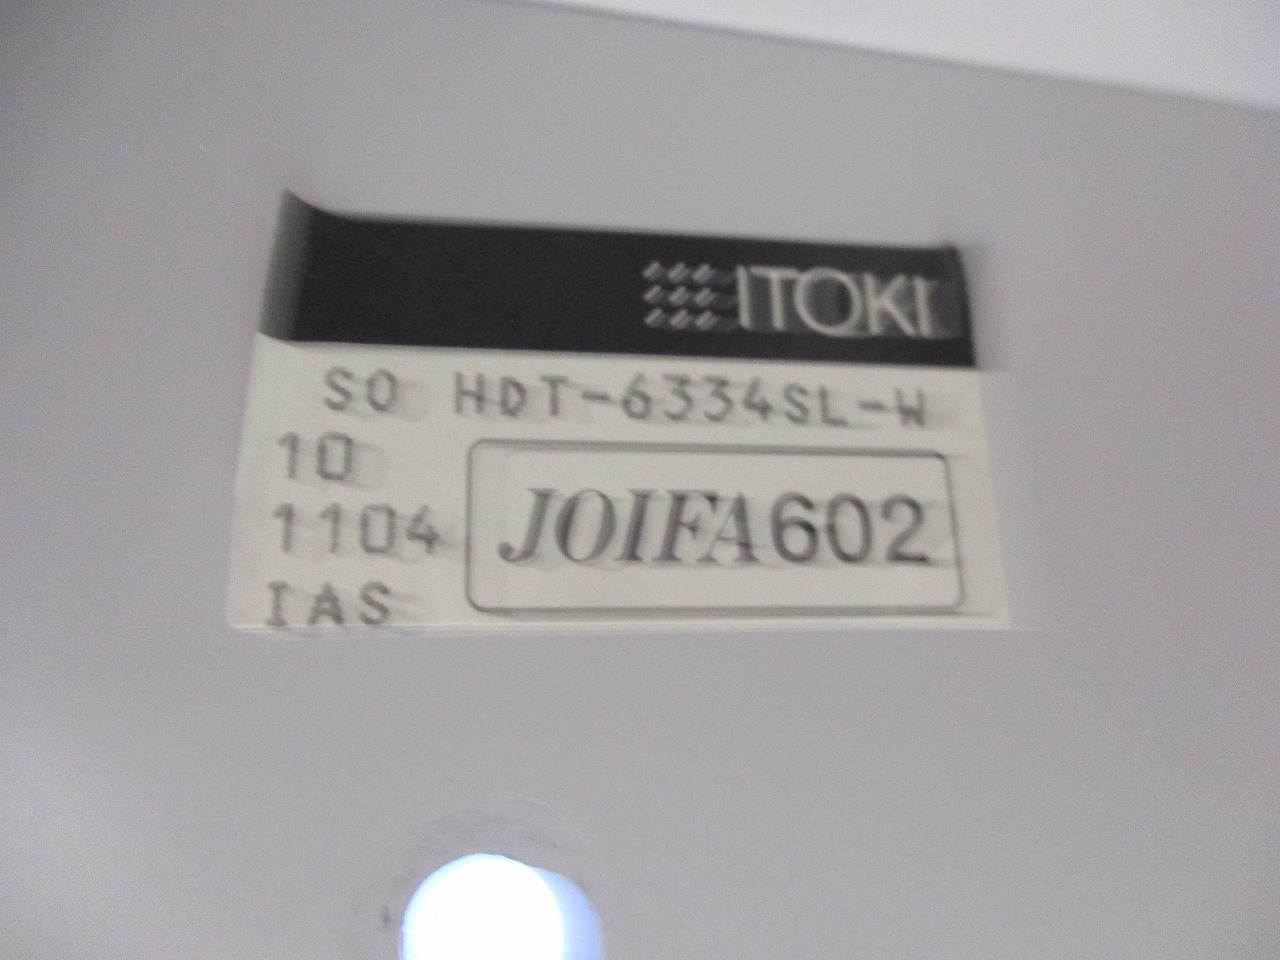 ITOKI
SO HDT-6334SL-W
10
1104
IAS
JOIFA602